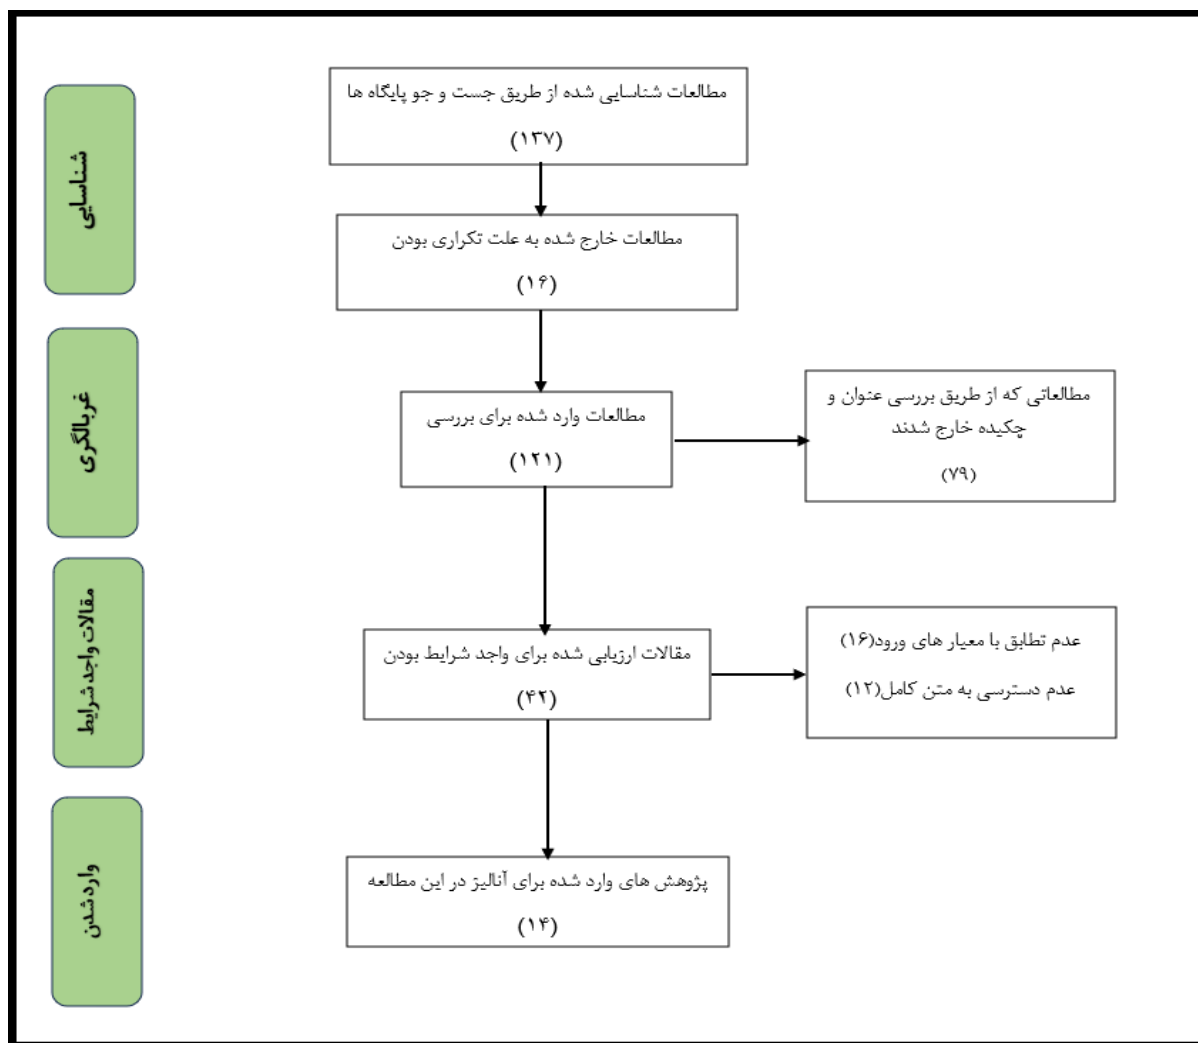 شناسایی
مطالعات شناسایی شده از طریق جست و جو پایگاه ها
(۱۳۷)
مطالعات خارج شده به علت تکراری بودن
(۱۶)
غربالگری
مطالعات وارد شده برای بررسی
(۱۲۱)
مطالعاتی که از طریق بررسی عنوان و
چکیده خارج شدند
(۷۹)
مقالات واجد شرایط
مقالات ارزیابی شده برای واجد شرایط بودن
(۴۲)
عدم تطابق با معیار های ورود(۱۶)
عدم دسترسی به متن کامل(۱۲)
وارد شدن
پژوهش های وارد شده برای آنالیز در این مطالعه
(۱۴)